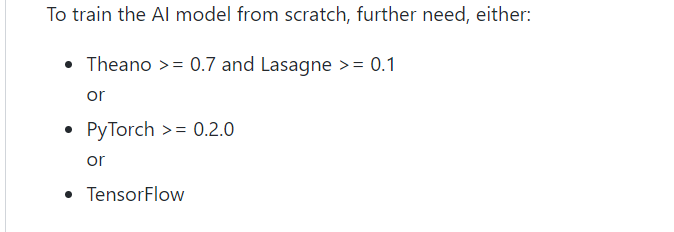 To train the AI model from scratch, further need, either:
• Theano >= 0.7 and Lasagne >= 0.1
or
• PyTorch >= 0.2.0
or
• TensorFlow